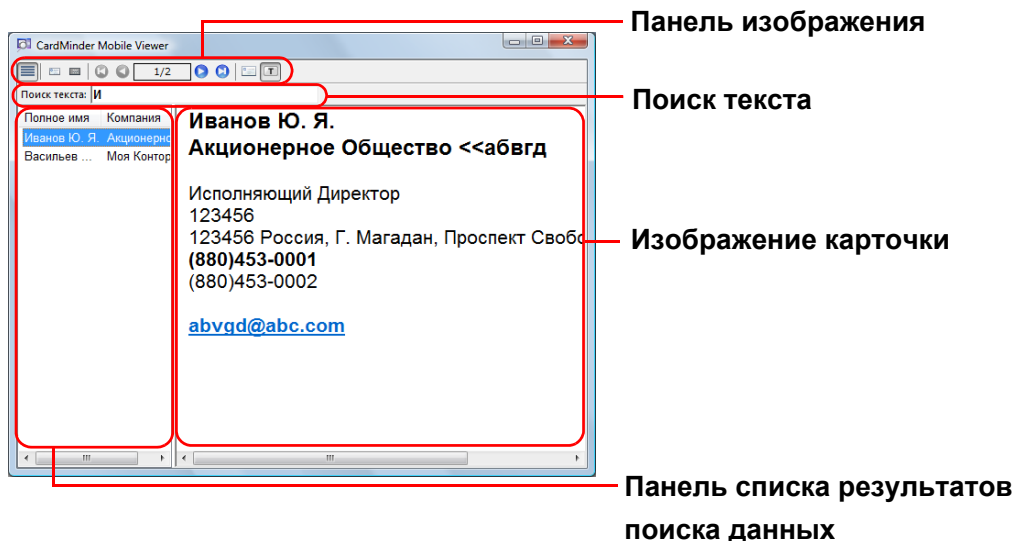 Панель изображения
CardMinder Mobile Viewer
1/2
T
Поиск текста: И
Поиск текста
Полное имя Компания
Иванов Ю. Я. Акционерно
Васильев ... Моя Контор
Иванов Ю. Я.
Акционерное Общество <<абвгд
Исполняющий Директор
123456
123456 Россия, Г. Магадан, Проспект Свобо
Изображение карточки
(880)453-0001
(880)453-0002
abvgd@abc.com
Панель списка результатов
поиска данных